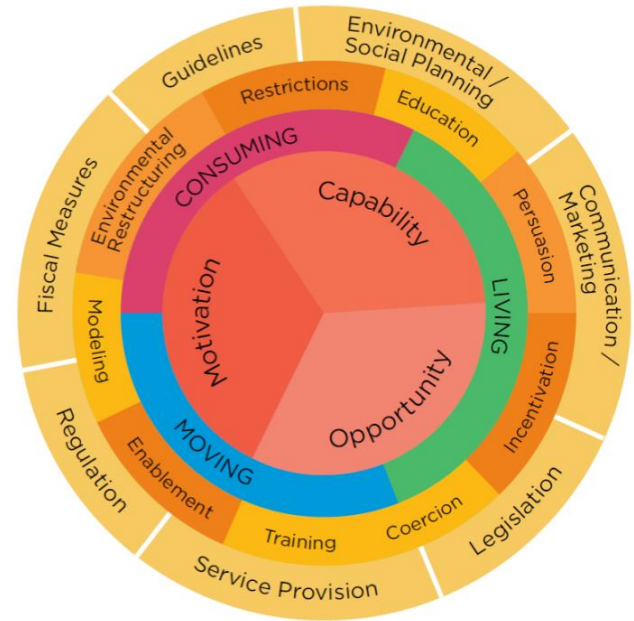 Guidelines
Environmental /
Social Planning
Communication /
Marketing
Legislation
Service Provision
Regulation
Fiscal Measures
Restrictions
Education
Persuasion
Incentivation
Coercion
Training
Enablement
Modeling
Environmental
Restructuring
CONSUMING
LIVING
MOVING
Capability
Opportunity
Motivation